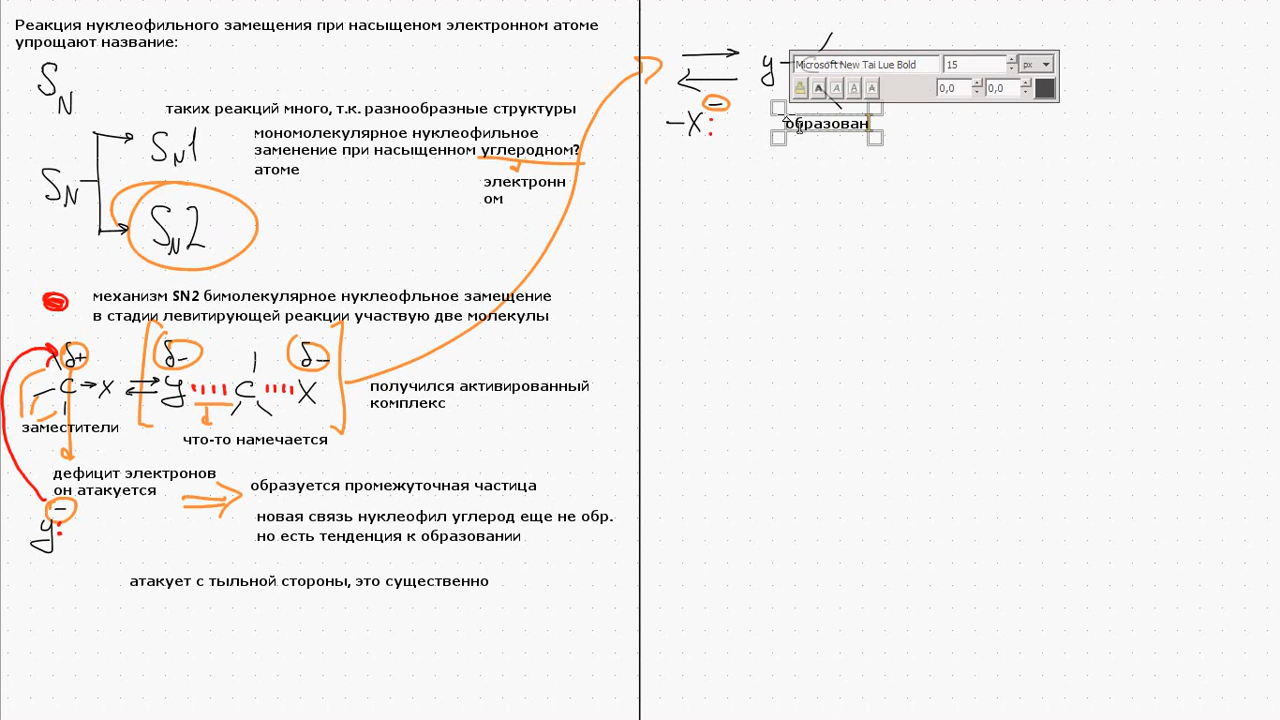 Реакция нуклеофильного замещения при насыщеном электронном атоме
упрощают название:
SN
таких реакций много, т.к. разнообразные структуры
SN
SN1
мономолекулярное нуклеофильное
заменение при насыщенном углеродном?
атоме
электронн
ом
SN2
механизм SN2 бимолекулярное нуклеофльное замещение
в стадии левитирующей реакции участвую две молекулы
δ+ δ- δ-
C X y C X
получился активированный
комплекс
заместители
что-то намечается
дефицит электронов
он атакуется
образуется промежуточная частица
y:
новая связь нуклеофил углерод еще не обр.
но есть тенденция к образовании
атакует с тыльной стороны, это существенно
y-C
-X:
Microsoft New Tai Lue Bold 15 px
A A A A 0,0 0,0
образован